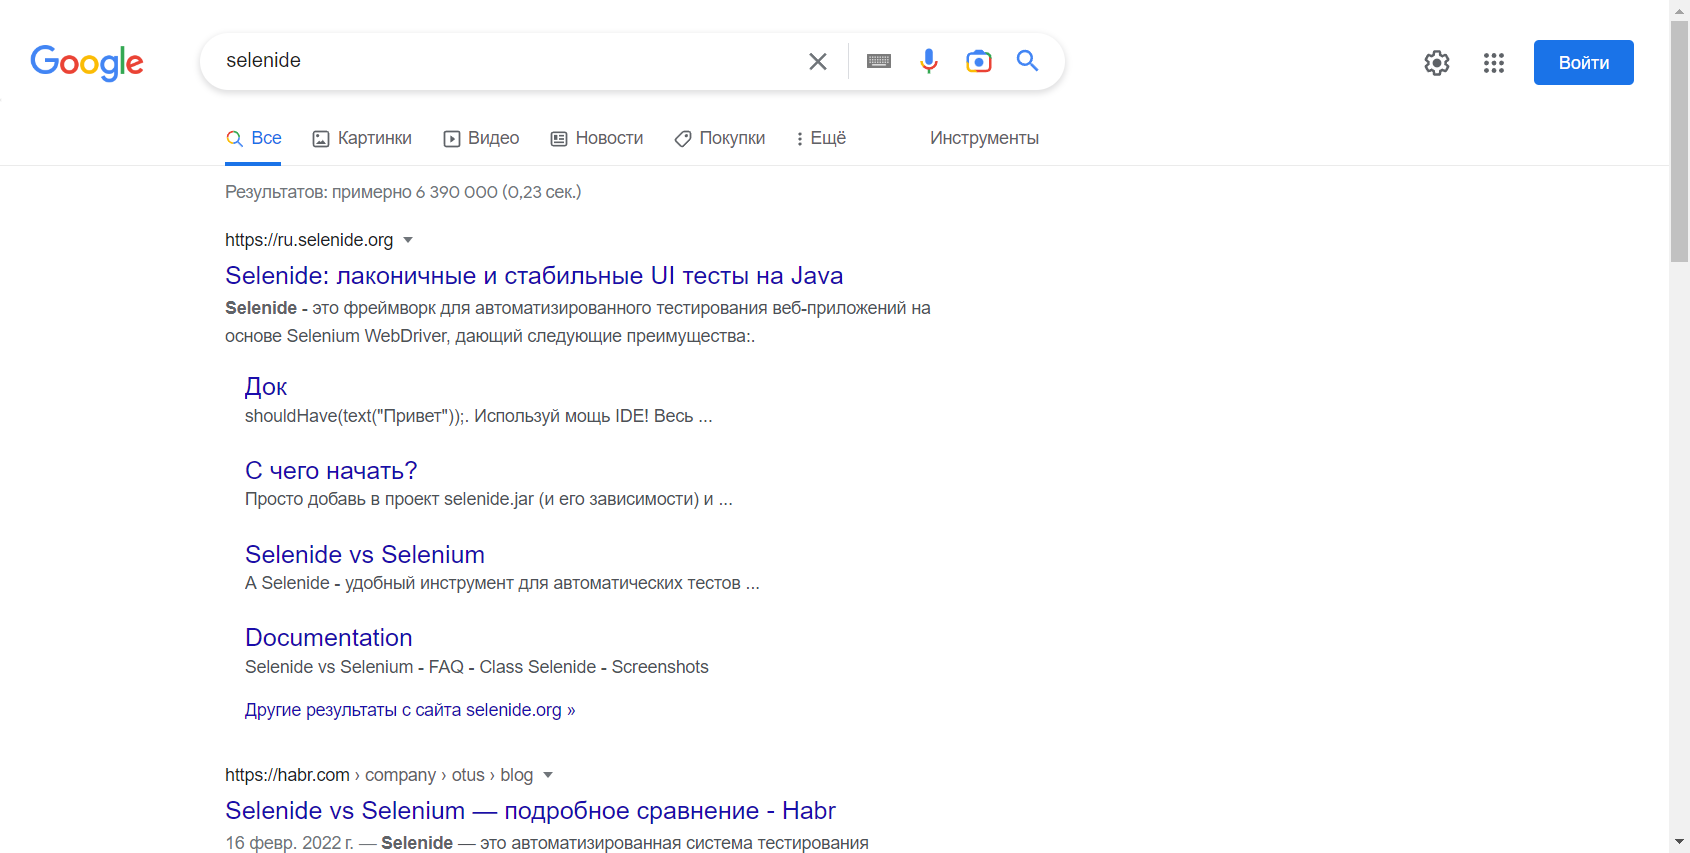 Google
selenide
Войти
Все
Картинки
Видео
Новости
Покупки
Ещё
Инструменты
Результатов: примерно 6 390 000 (0,23 сек.)
https://ru.selenide.org
Selenide: лаконичные и стабильные UI тесты на Java
Selenide - это фреймворк для автоматизированного тестирования веб-приложений на
основе Selenium WebDriver, дающий следующие преимущества:.
Док
shouldHave(text("Привет"));. Используй мощь IDE! Весь ...
С чего начать?
Просто добавь в проект selenide.jar (и его зависимости) и ...
Selenide vs Selenium
А Selenide - удобный инструмент для автоматических тестов ...
Documentation
Selenide vs Selenium - FAQ - Class Selenide - Screenshots
Другие результаты с сайта selenide.org »
https://habr.com › company › otus › blog
Selenide vs Selenium — подробное сравнение - Habr
16 февр. 2022 г. — Selenide — это автоматизированная система тестирования